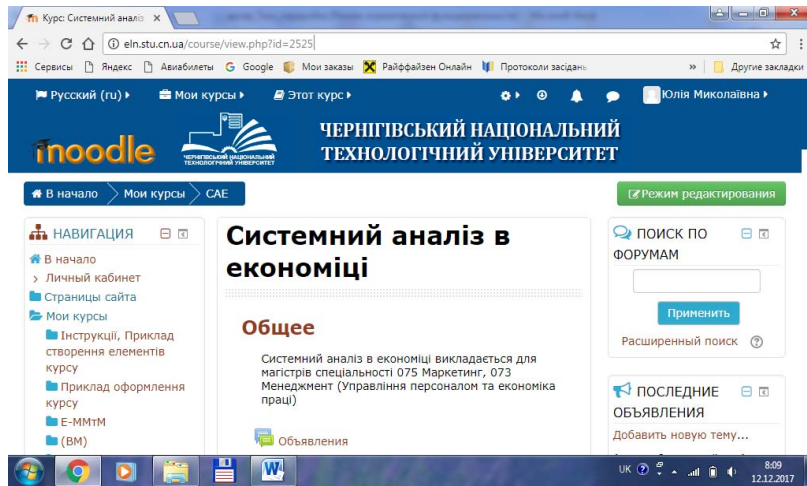 Курс: Системний аналіз
eln.stu.cn.ua/course/view.php?id=2525
Сервисы Яндекс Авиабилеты Google Мои заказы Райффайзен Онлайн Протоколи засідань » Другие закладки
Русский (ru) Мои курсы Этот курс Юлія Миколаївна
moodle
ЧЕРНІГІВСЬКИЙ НАЦІОНАЛЬНИЙ
ТЕХНОЛОГІЧНИЙ УНІВЕРСИТЕТ
В начало Мои курсы САЕ Режим редактирования
НАВИГАЦИЯ
В начало
Личный кабинет
Страницы сайта
Мои курсы
Інструкції, Приклад
створення елементів
курсу
Приклад оформлення
курсу
Е-ММтМ
(ВМ)
Системний аналіз в
економіці
Общее
Системний аналіз в економіці викладається для
магістрів спеціальності 075 Маркетинг, 073
Менеджмент (Управління персоналом та економіка
праці)
Объявления
ПОИСК ПО
ФОРУМАМ
Применить
Расширенный поиск
ПОСЛЕДНИЕ
ОБЪЯВЛЕНИЯ
Добавить новую тему...
UK 8:09
12.12.2017